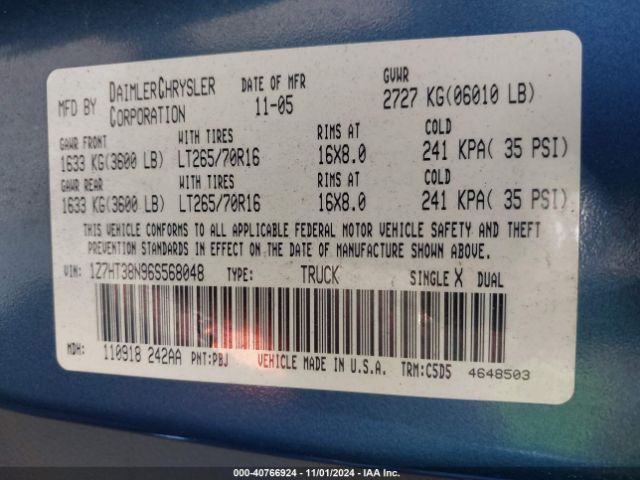 MFD BY DAIMLERCHRYSLER CORPORATION DATE OF MFR 11-05 GVWR 2727 KG(06010 LB)
GAWR FRONT WITH TIRES RIMS AT COLD
1633 KG(3600 LB) LT265/70R16 16X8.0 241 KPA( 35 PSI)
GAWR REAR WITH TIRES RIMS AT COLD
1633 KG(3600 LB) LT265/70R16 16X8.0 241 KPA( 35 PSI)
THIS VEHICLE CONFORMS TO ALL APPLICABLE FEDERAL MOTOR VEHICLE SAFETY AND THEFT
PREVENTION STANDARDS IN EFFECT ON THE DATE OF MANUFACTURE SHOWN ABOVE.
VIN: 1Z7HT38N96S568048 TYPE: TRUCK SINGLE X DUAL
MDH: 110918 242AA PNT:PBJ VEHICLE MADE IN U.S.A. TRM:C5D5 4648503
000-40766924 - 11/01/2024 - IAA Inc.